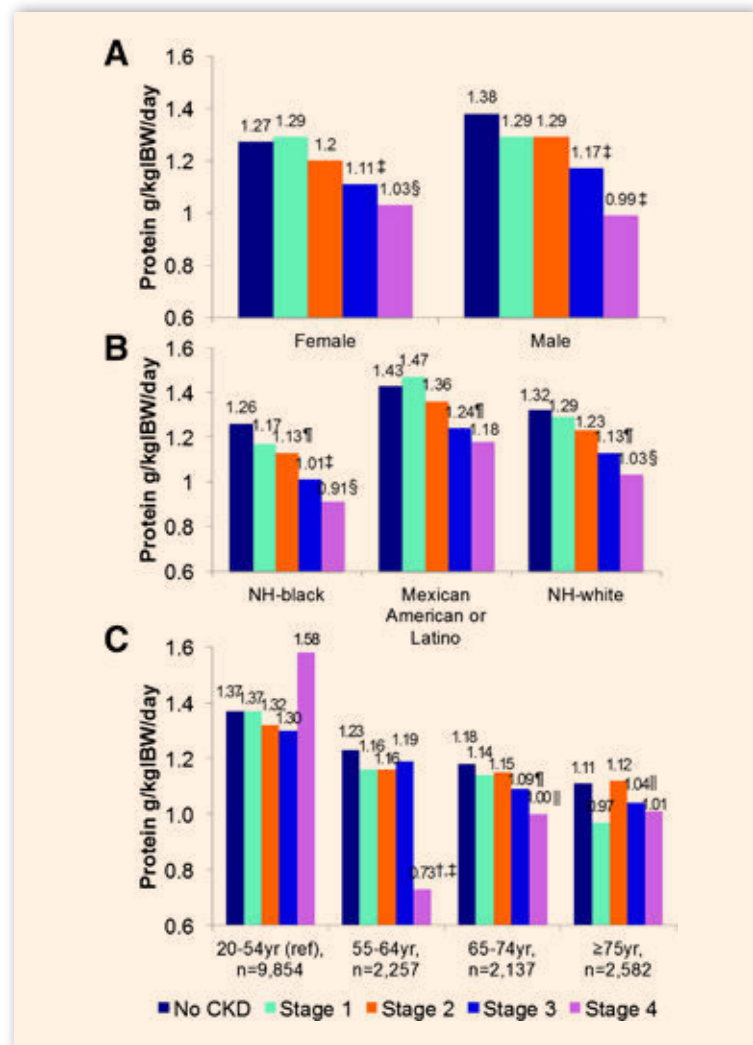 A
Protein g/kgIBW/day
1.6
1.4
1.2
1
0.8
0.6
1.27
1.29
1.2
1.11‡
1.03§
1.38
1.29
1.29
1.17‡
0.99‡
Female
Male
B
Protein g/kgIBW/day
1.6
1.4
1.2
1
0.8
0.6
1.26
1.17
1.13¶
1.01‡
0.91§
1.43
1.47
1.36
1.24¶
1.18
1.32
1.29
1.23
1.13¶
1.03§
NH-black
Mexican
American or
Latino
NH-white
C
Protein g/kgIBW/day
1.6
1.4
1.2
1.0
0.8
0.6
1.37
1.37
1.32
1.30
1.58
1.23
1.16
1.16
1.19
0.73†,‡
1.18
1.14
1.15
1.09¶
1.00||
1.11
0.97
1.12
1.04||
1.01
20-54yr (ref),
n=9,854
55-64yr,
n=2,257
65-74yr,
n=2,137
≥75yr,
n=2,582
No CKD Stage 1 Stage 2 Stage 3 Stage 4